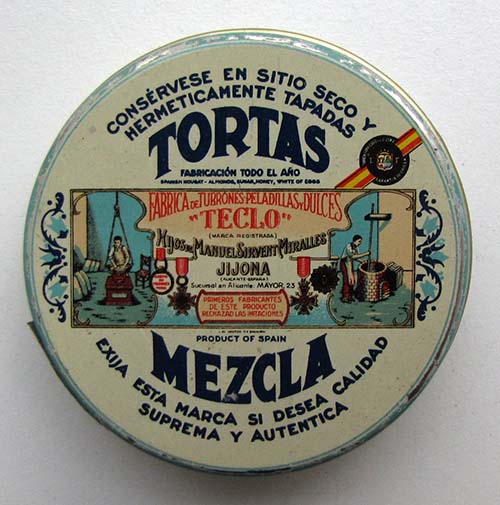 CONSÉRVESE EN SITIO SECO Y
HERMETICAMENTE TAPADAS
TORTAS
FABRICACIÓN TODO EL AÑO
SPANISH NOUGAT - ALMONDS, SUGAR, HONEY, WHITE OF EGGS
FABRICA DE TURRONES-PELADILLAS Y DULCES
"TECLO"
(MARCA REGISTRADA)
Hijos de MANUEL SIRVENT MIRALLES
JIJONA
(ALICANTE-ESPAÑA)
Sucursal en Alicante: MAYOR, 23
PRIMEROS FABRICANTES
DE ESTE PRODUCTO
RECHAZAD LAS IMITACIONES
PRODUCT OF SPAIN
MEZCLA
EXIJA ESTA MARCA SI DESEA CALIDAD
SUPREMA Y AUTENTICA